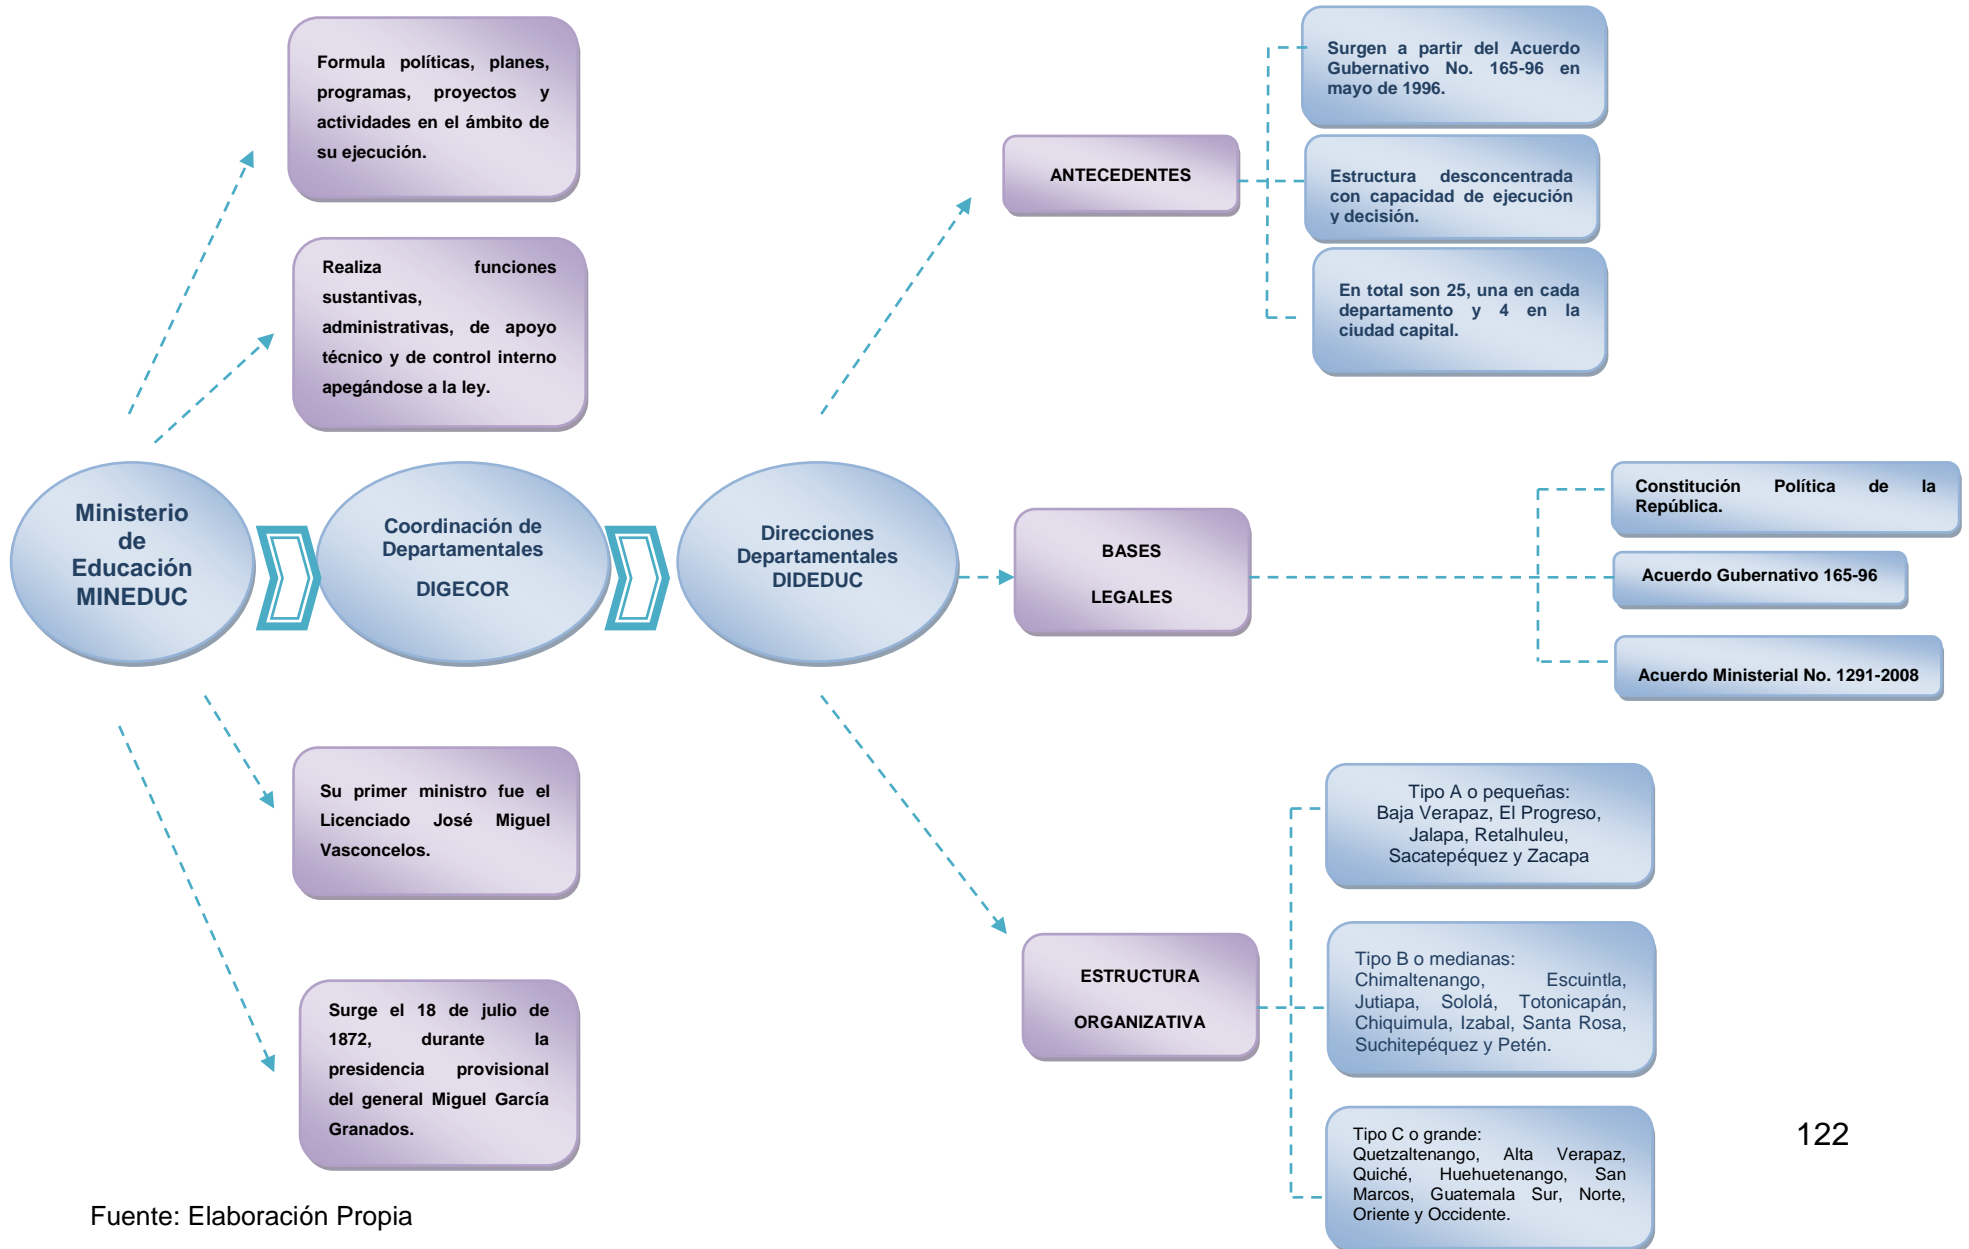 Formula políticas, planes,
programas, proyectos y
actividades en el ámbito de
su ejecución.
Realiza funciones
sustantivas,
administrativas, de apoyo
técnico y de control interno
apegándose a la ley.
Ministerio
de
Educación
MINEDUC
Coordinación de
Departamentales
DIGECOR
Direcciones
Departamentales
DIDEDUC
Su primer ministro fue el
Licenciado José Miguel
Vasconcelos.
Surge el 18 de julio de
1872, durante la
presidencia provisional
del general Miguel García
Granados.
ANTECEDENTES
Surgen a partir del Acuerdo
Gubernativo No. 165-96 en
mayo de 1996.
Estructura desconcentrada
con capacidad de ejecución
y decisión.
En total son 25, una en cada
departamento y 4 en la
ciudad capital.
BASES
LEGALES
Constitución Política de la
República.
Acuerdo Gubernativo 165-96
Acuerdo Ministerial No. 1291-2008
ESTRUCTURA
ORGANIZATIVA
Tipo A o pequeñas:
Baja Verapaz, El Progreso,
Jalapa, Retalhuleu,
Sacatepéquez y Zacapa
Tipo B o medianas:
Chimaltenango, Escuintla,
Jutiapa, Sololá, Totonicapán,
Chiquimula, Izabal, Santa Rosa,
Suchitepéquez y Petén.
Tipo C o grande:
Quetzaltenango, Alta Verapaz,
Quiché, Huehuetenango, San
Marcos, Guatemala Sur, Norte,
Oriente y Occidente.
122
Fuente: Elaboración Propia